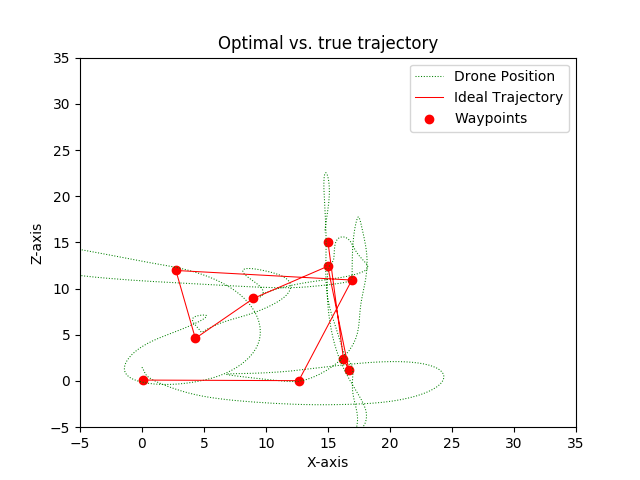 Optimal vs. true trajectory
Drone Position
Ideal Trajectory
Waypoints
Z-axis
35
30
25
20
15
10
5
0
−5
−5 0 5 10 15 20 25 30 35
X-axis